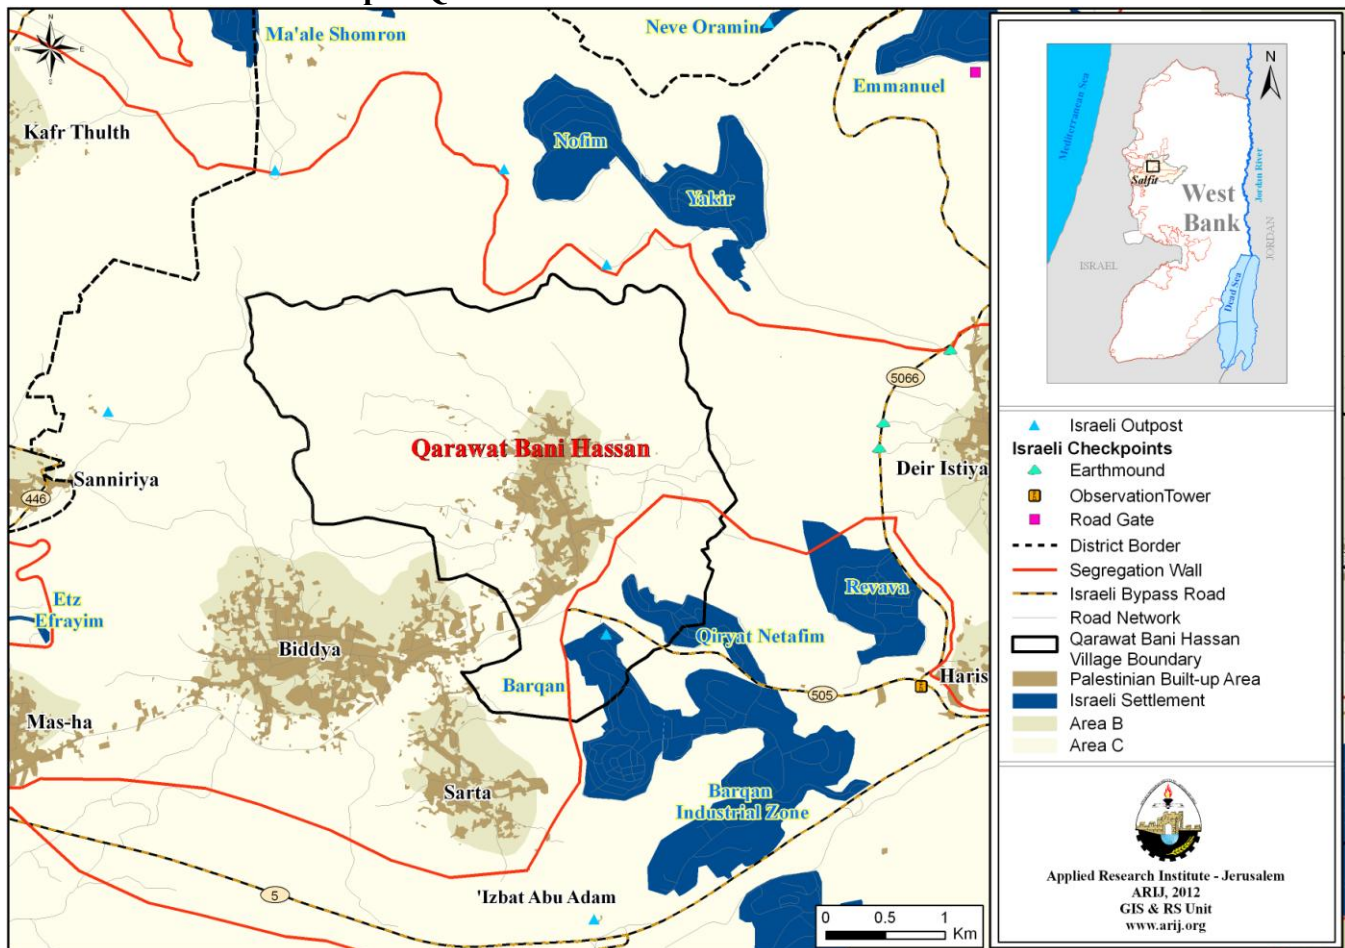 N
W
E
S
Ma'ale Shomron
Neve Oramin
Emmanuel
Kafr Thulth
Nofim
Yakir
5066
Qarawat Bani Hassan
Deir Istiya
Sanniriya
446
Etz
Efrayim
Revava
Biddya
Qiryat Netafim
Barqan
Haris
505
Mas-ha
Sarta
Barqan
Industrial Zone
5
'Izbat Abu Adam
0 0.5 1
Km
N
Mediterranean Sea
Jordan River
Salfit
West
Bank
JORDAN
ISRAEL
Dead Sea
Israeli Outpost
Israeli Checkpoints
Earthmound
ObservationTower
Road Gate
District Border
Segregation Wall
Israeli Bypass Road
Road Network
Qarawat Bani Hassan
Village Boundary
Palestinian Built-up Area
Israeli Settlement
Area B
Area C
Applied Research Institute - Jerusalem
ARIJ, 2012
GIS & RS Unit
www.arij.org